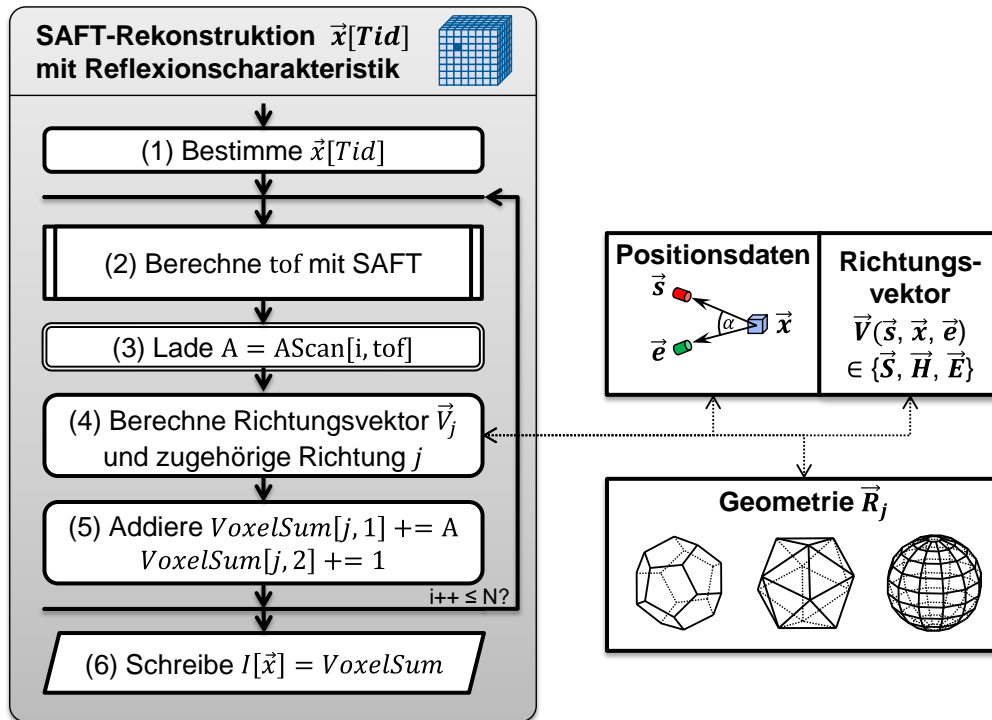 SAFT-Rekonstruktion x⃗[Tid]
mit Reflexionscharakteristik
(1) Bestimme x⃗[Tid]
(2) Berechne tof mit SAFT
(3) Lade A = AScan[i, tof]
(4) Berechne Richtungsvektor V⃗ⱼ
und zugehörige Richtung j
(5) Addiere VoxelSum[j, 1] += A
VoxelSum[j, 2] += 1
i++ ≤ N?
(6) Schreibe I[x⃗] = VoxelSum
Positionsdaten
s⃗
α
x⃗
e⃗
Richtungs-
vektor
V⃗(s⃗, x⃗, e⃗)
∈ {S⃗, H⃗, E⃗}
Geometrie R⃗ⱼ